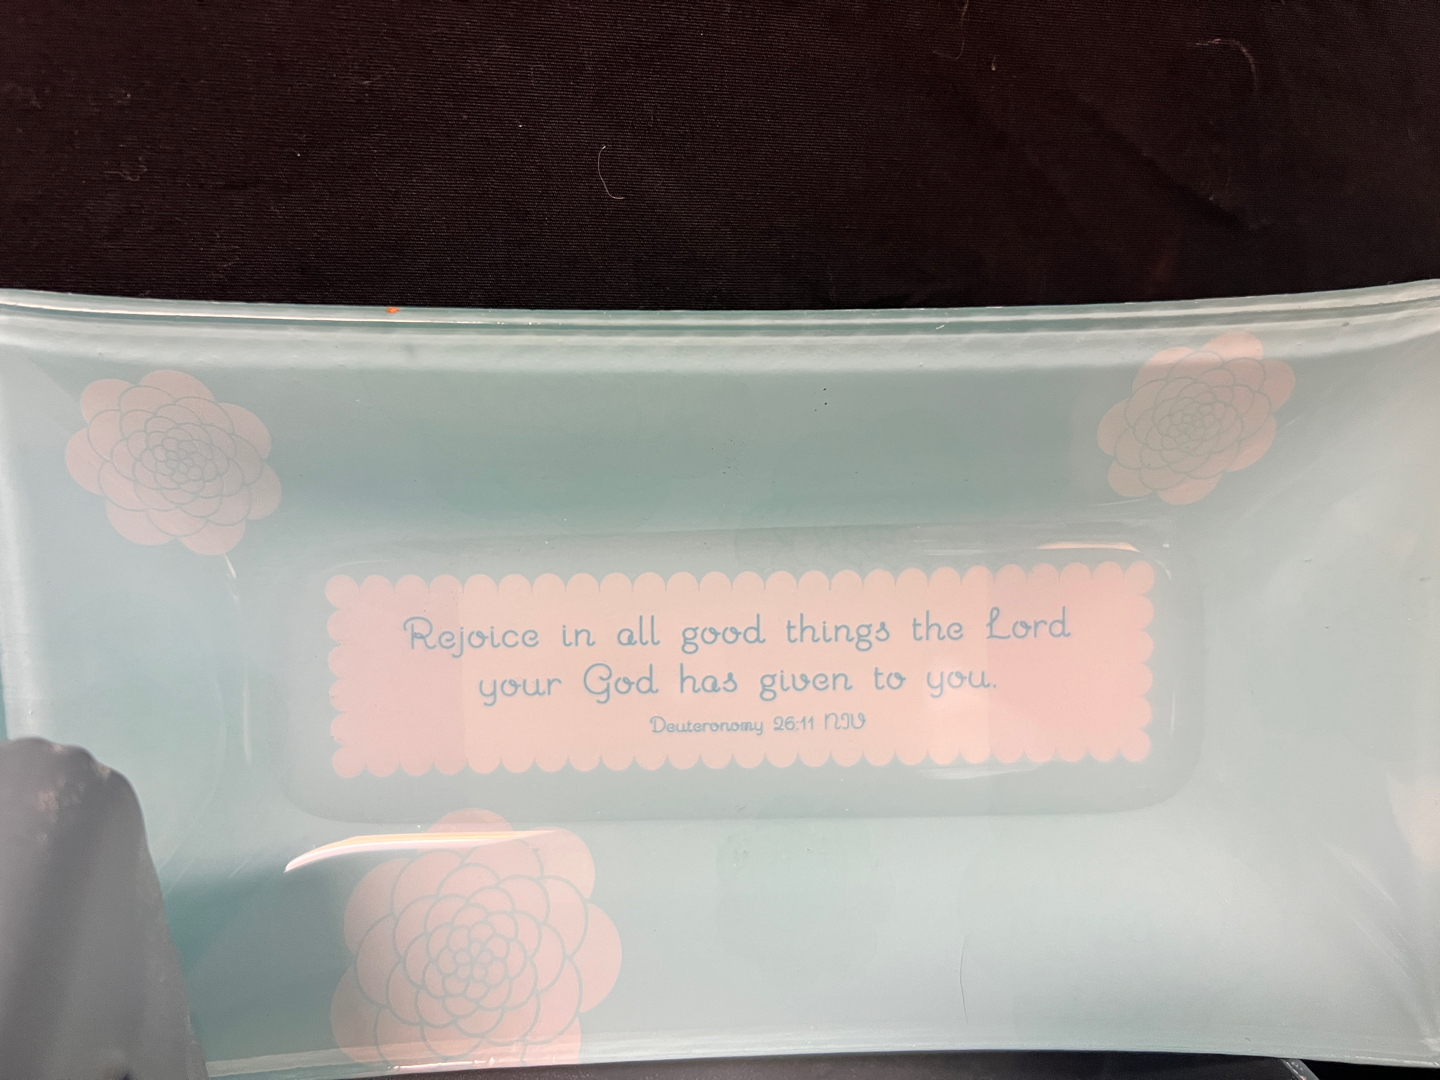 Rejoice in all good things the Lord
your God has given to you.
Deuteronomy 26:11 NIV